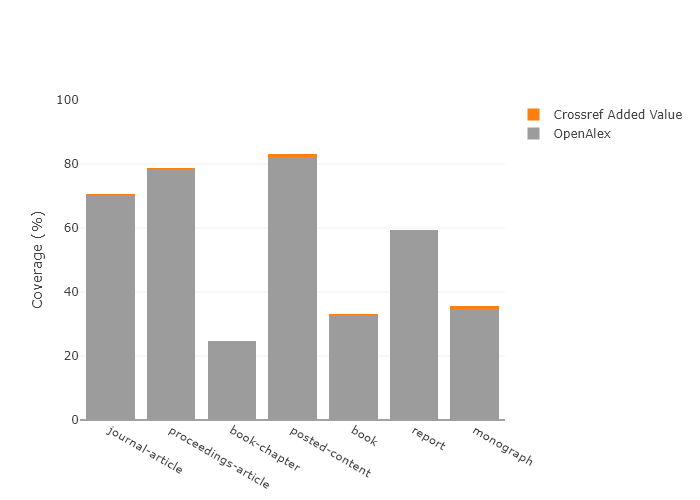 100
80
60
40
20
0
Coverage (%)
journal-article
proceedings-article
book-chapter
posted-content
book
report
monograph
Crossref Added Value
OpenAlex